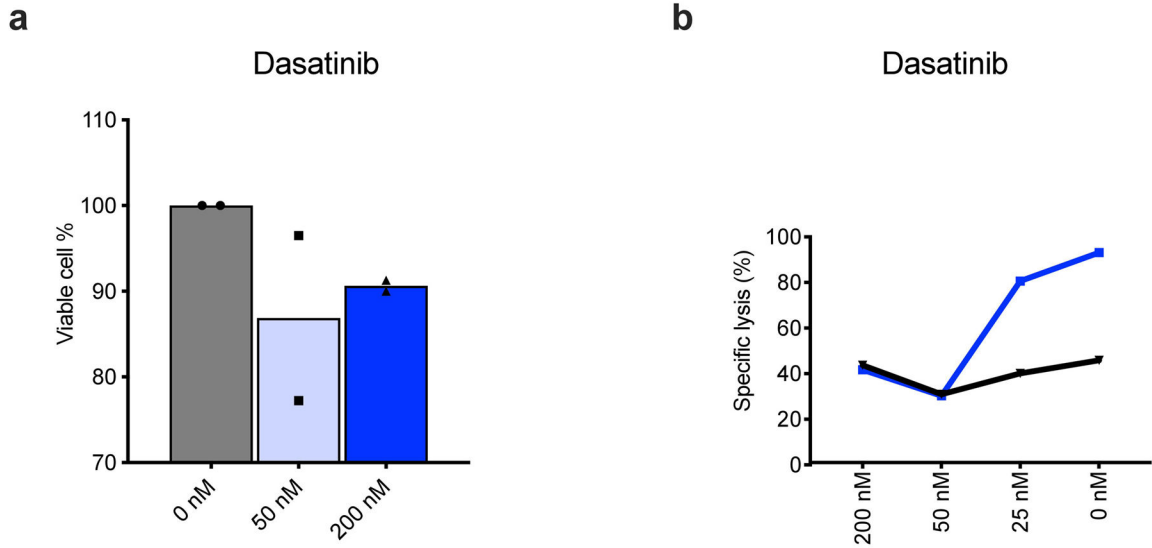 a
Dasatinib
Viable cell %
110
100
90
80
70
0 nM
50 nM
200 nM
b
Dasatinib
Specific lysis (%)
100
80
60
40
20
0
200 nM
50 nM
25 nM
0 nM